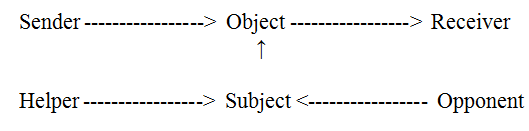 Sender -----------------> Object -----------------> Receiver
↑
Helper -----------------> Subject <----------------- Opponent